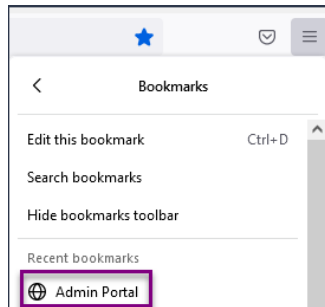 Bookmarks
Edit this bookmark Ctrl+D
Search bookmarks
Hide bookmarks toolbar
Recent bookmarks
Admin Portal